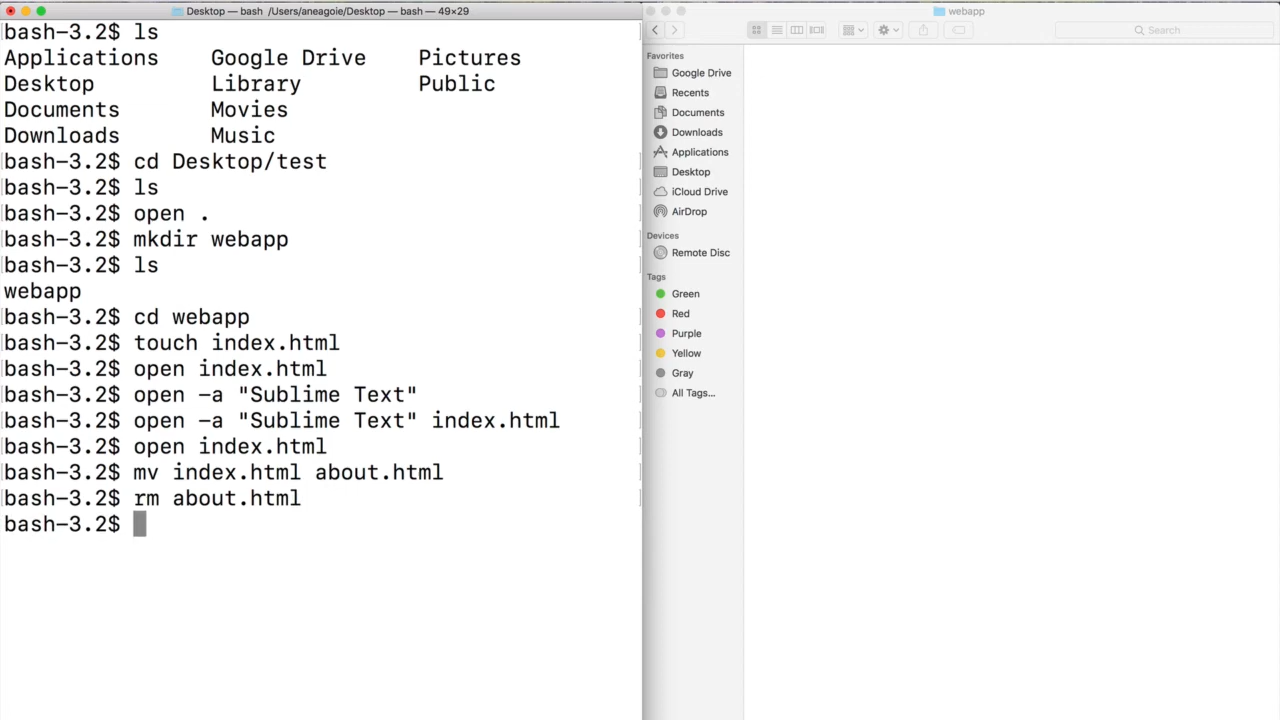 Desktop — bash /Users/aneagoie/Desktop — bash — 49×29
bash-3.2$ ls
Applications Google Drive Pictures
Desktop Library Public
Documents Movies
Downloads Music
bash-3.2$ cd Desktop/test
bash-3.2$ ls
bash-3.2$ open .
bash-3.2$ mkdir webapp
bash-3.2$ ls
webapp
bash-3.2$ cd webapp
bash-3.2$ touch index.html
bash-3.2$ open index.html
bash-3.2$ open -a "Sublime Text"
bash-3.2$ open -a "Sublime Text" index.html
bash-3.2$ open index.html
bash-3.2$ mv index.html about.html
bash-3.2$ rm about.html
bash-3.2$
webapp
Search
Favorites
Google Drive
Recents
Documents
Downloads
Applications
Desktop
iCloud Drive
AirDrop
Devices
Remote Disc
Tags
Green
Red
Purple
Yellow
Gray
All Tags...